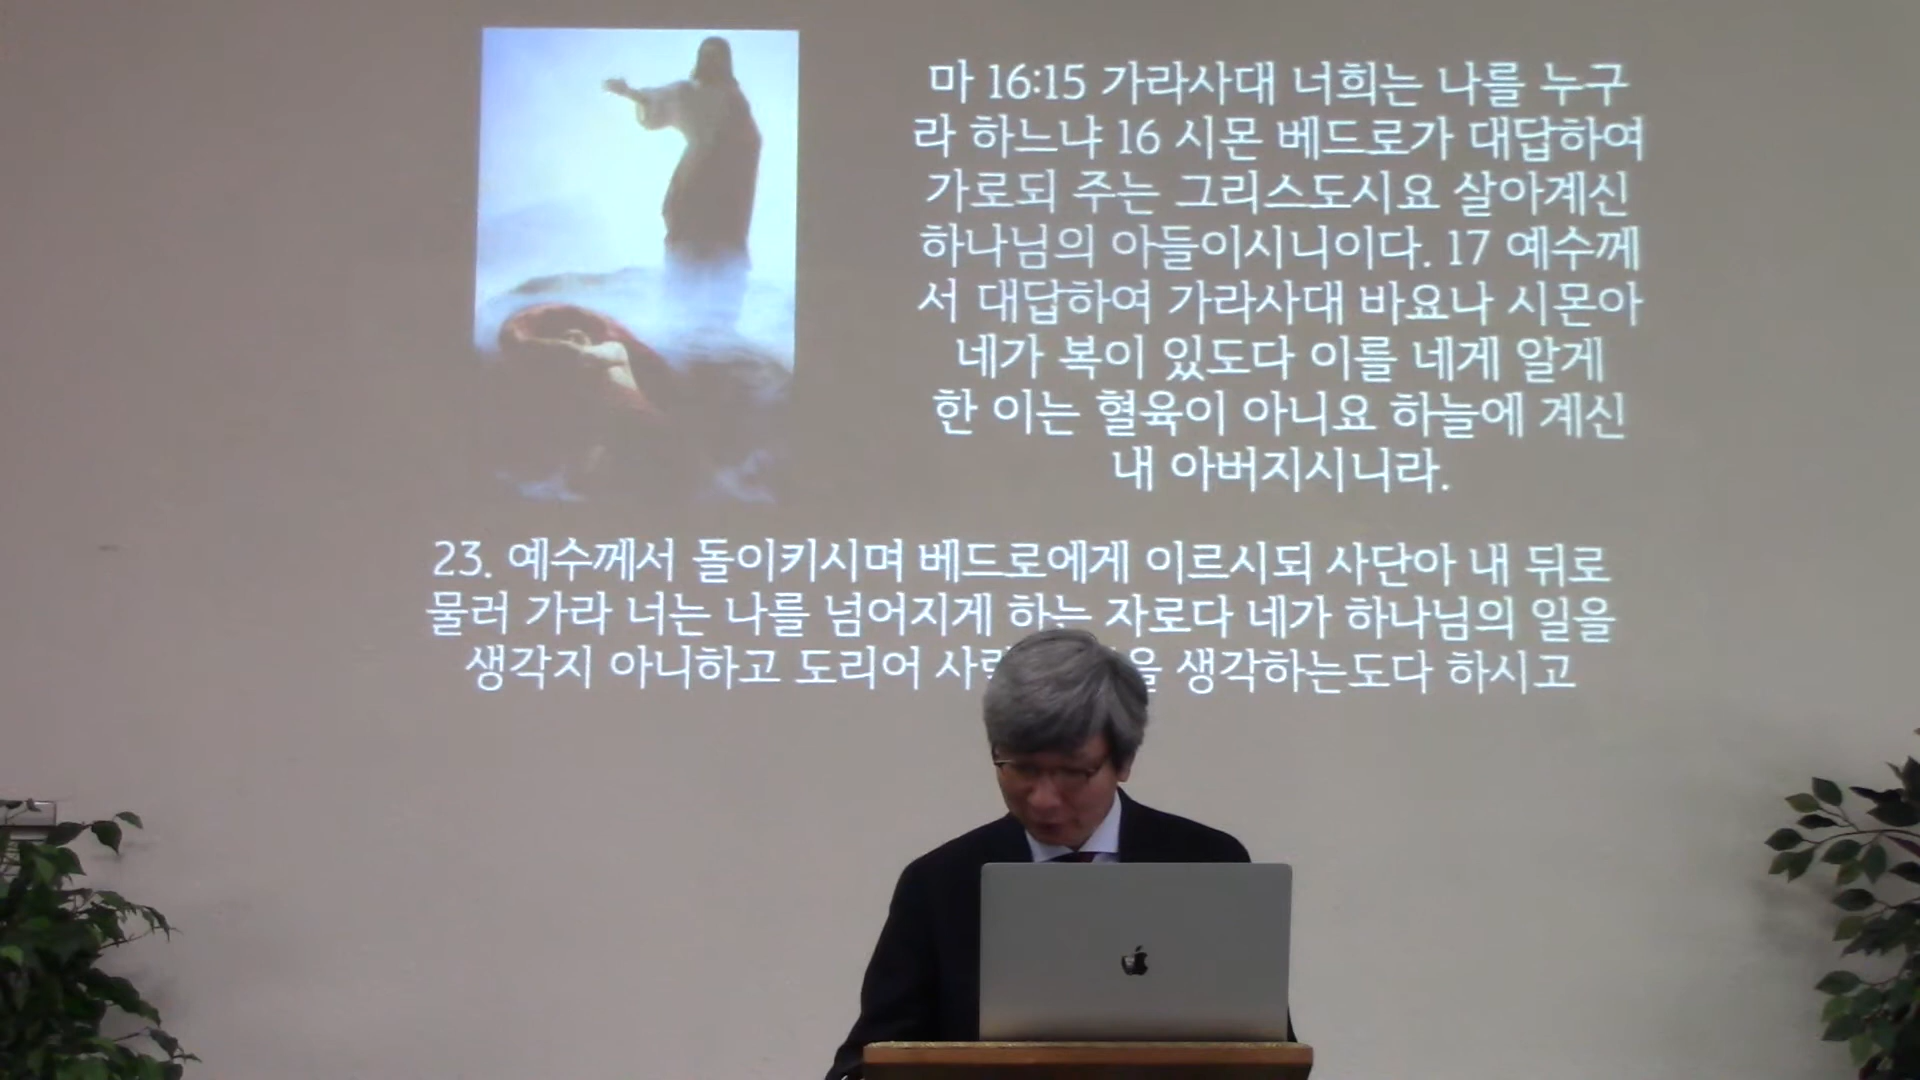 마 16:15 가라사대 너희는 나를 누구
라 하느냐 16 시몬 베드로가 대답하여
가로되 주는 그리스도시요 살아계신
하나님의 아들이시니이다. 17 예수께
서 대답하여 가라사대 바요나 시몬아
네가 복이 있도다 이를 네게 알게
한 이는 혈육이 아니요 하늘에 계신
내 아버지시니라.
23. 예수께서 돌이키시며 베드로에게 이르시되 사단아 내 뒤로
물러 가라 너는 나를 넘어지게 하는 자로다 네가 하나님의 일을
생각지 아니하고 도리어 생각하는도다 하시고